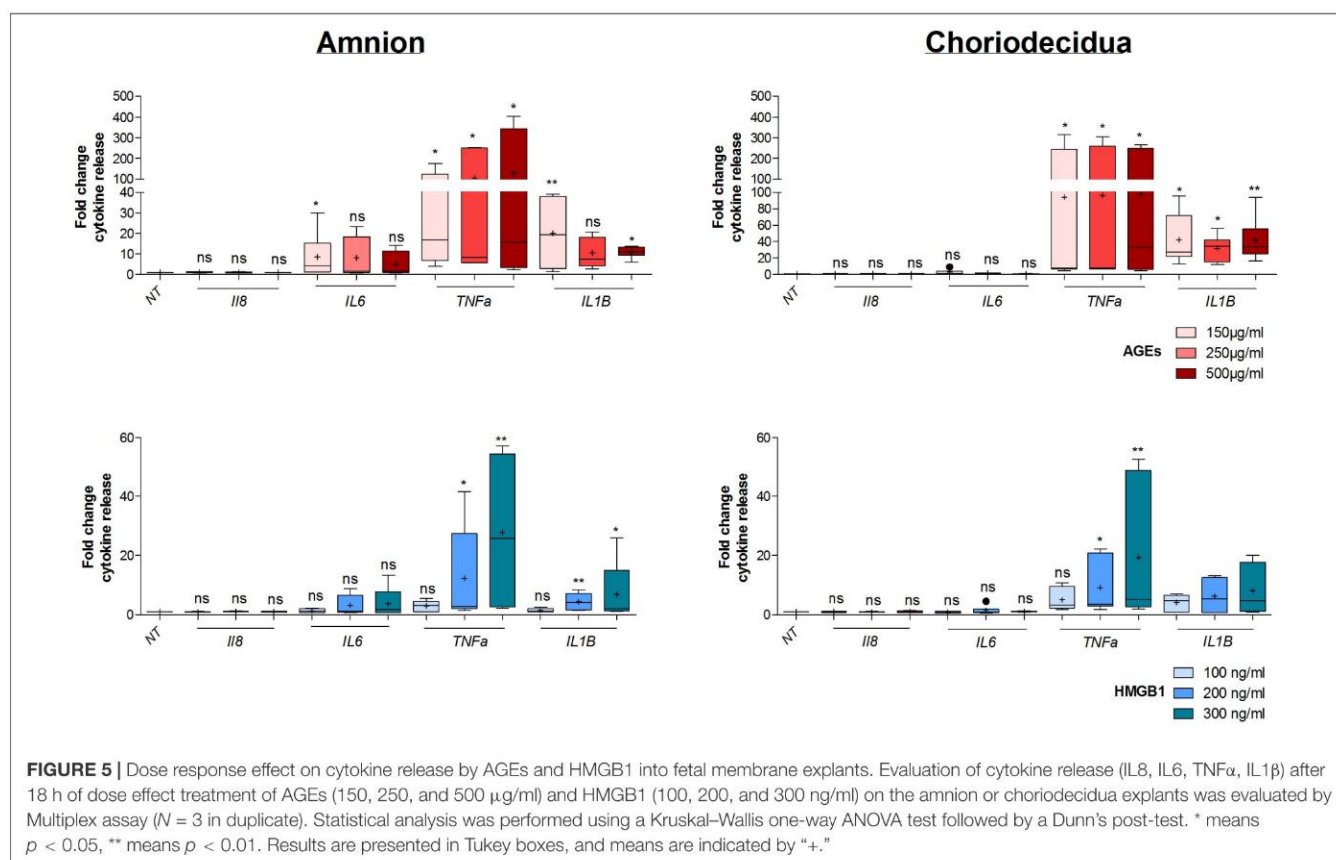 Amnion
Choriodecidua
Fold change
cytokine release
500
400
300
200
100
40
30
20
10
0
ns ns ns * ns ns * * * ** ns *
NT Il8 IL6 TNFa IL1B
Fold change
cytokine release
500
400
300
200
100
80
60
40
20
0
ns ns ns ns ns ns * * * * * **
NT Il8 IL6 TNFa IL1B
AGEs
150µg/ml
250µg/ml
500µg/ml
Fold change
cytokine release
60
40
20
0
ns ns ns ns ns ns ns * ** ns ** *
NT Il8 IL6 TNFa IL1B
Fold change
cytokine release
60
40
20
0
ns ns ns ns ns ns ns * **
NT Il8 IL6 TNFa IL1B
HMGB1
100 ng/ml
200 ng/ml
300 ng/ml
FIGURE 5 | Dose response effect on cytokine release by AGEs and HMGB1 into fetal membrane explants. Evaluation of cytokine release (IL8, IL6, TNFα, IL1β) after
18 h of dose effect treatment of AGEs (150, 250, and 500 μg/ml) and HMGB1 (100, 200, and 300 ng/ml) on the amnion or choriodecidua explants was evaluated by
Multiplex assay (N = 3 in duplicate). Statistical analysis was performed using a Kruskal–Wallis one-way ANOVA test followed by a Dunn's post-test. * means
p < 0.05, ** means p < 0.01. Results are presented in Tukey boxes, and means are indicated by "+."